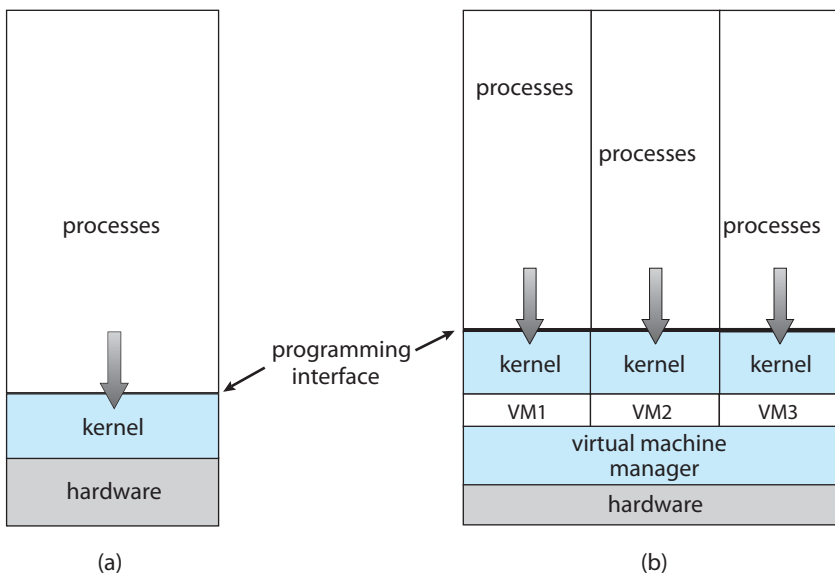 processes
processes
processes
processes
programming
interface
kernel
hardware
kernel
kernel
kernel
VM1
VM2
VM3
virtual machine
manager
hardware
(a)
(b)